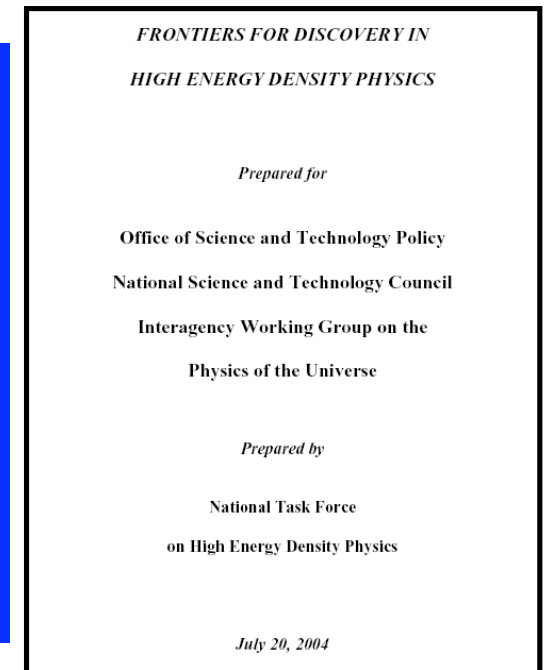 FRONTIERS FOR DISCOVERY IN
HIGH ENERGY DENSITY PHYSICS
Prepared for
Office of Science and Technology Policy
National Science and Technology Council
Interagency Working Group on the
Physics of the Universe
Prepared by
National Task Force
on High Energy Density Physics
July 20, 2004